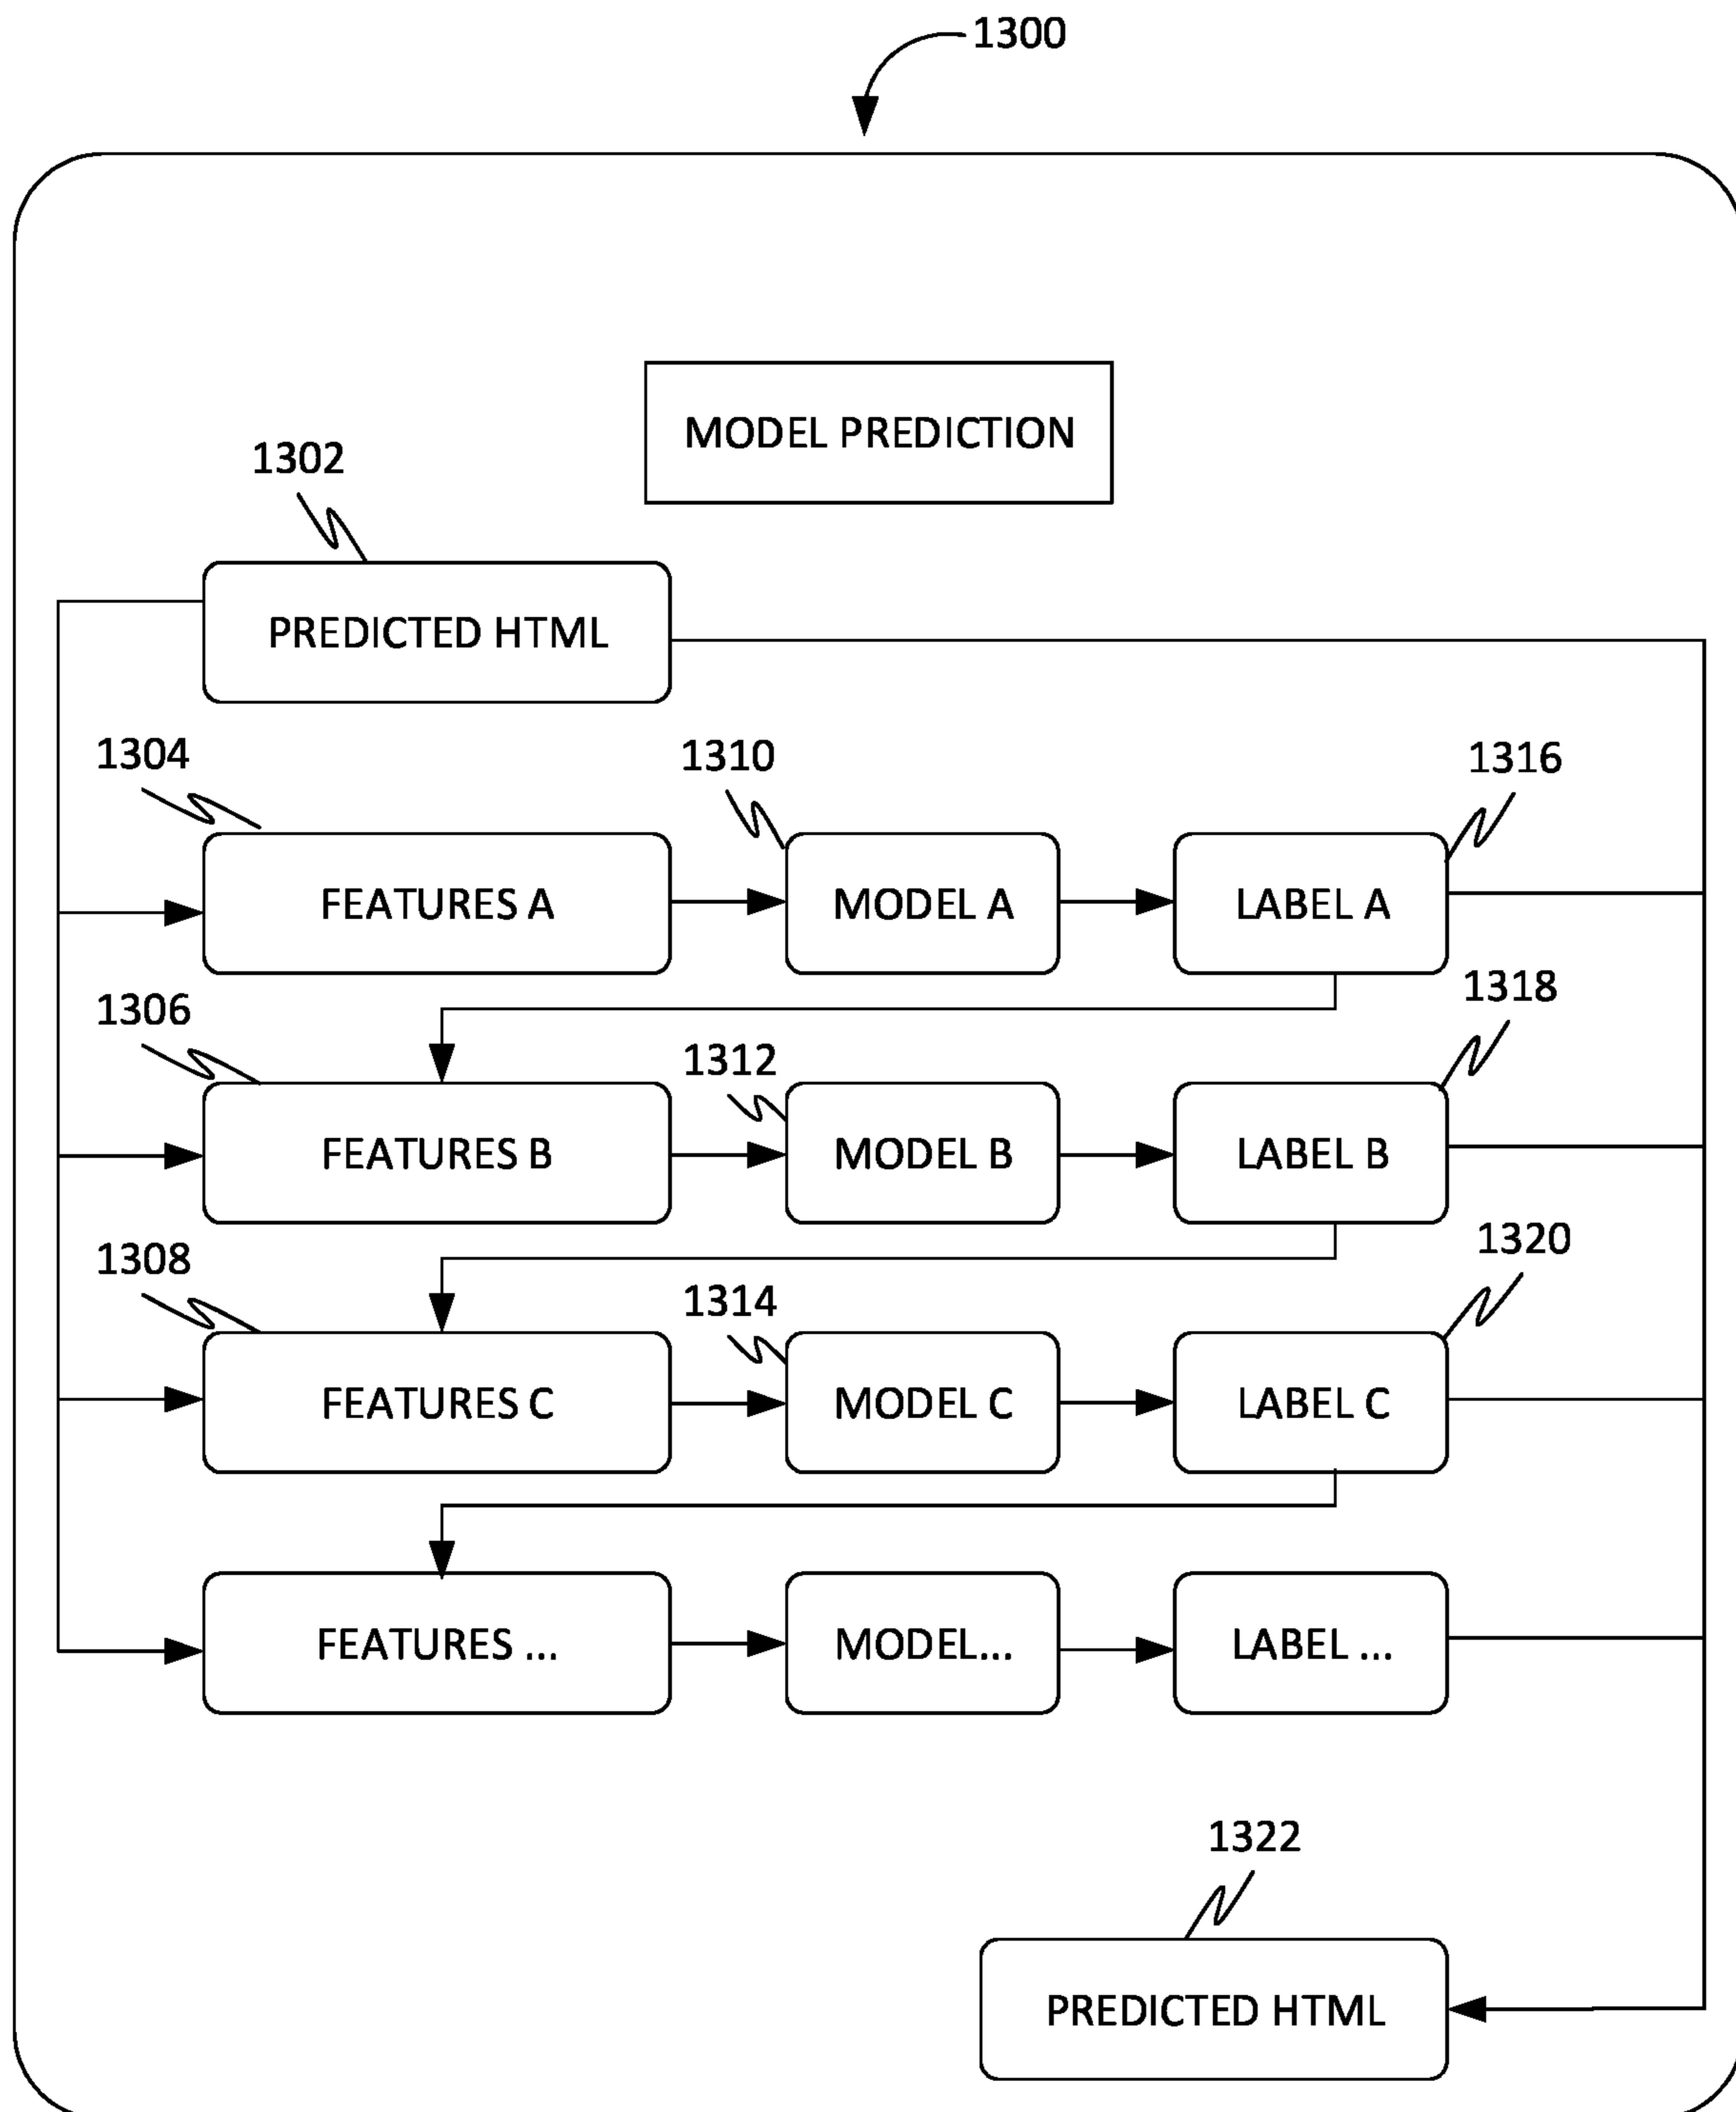 1300
MODEL PREDICTION
1302
PREDICTED HTML
1304
1310
1316
FEATURES A
MODEL A
LABEL A
1306
1312
1318
FEATURES B
MODEL B
LABEL B
1308
1314
1320
FEATURES C
MODEL C
LABEL C
FEATURES ...
MODEL...
LABEL ...
1322
PREDICTED HTML